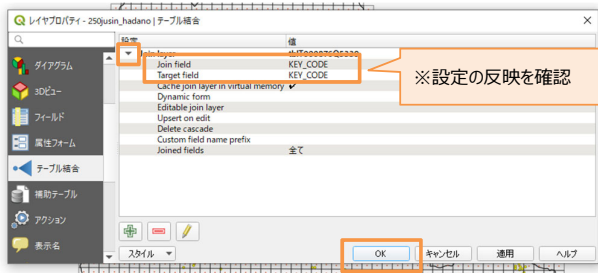 レイヤプロパティ - 250jusin_hadano | テーブル結合
設定 値
Join layer
Join field KEY_CODE
Target field KEY_CODE
Cache join layer in virtual memory ✔
Dynamic form
Editable join layer
Upsert on edit
Delete cascade
Custom field name prefix
Joined fields 全て
※設定の反映を確認
ダイアグラム
3Dビュー
フィールド
属性フォーム
テーブル結合
補助テーブル
アクション
表示名
スタイル
OK
キャンセル
適用
ヘルプ